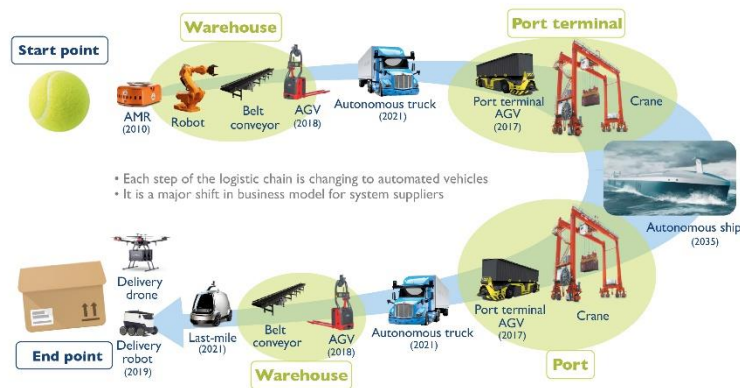 Start point
Warehouse
Port terminal
AMR
(2010)
Robot
Belt
conveyor
AGV
(2018)
Autonomous truck
(2021)
Port terminal
AGV
(2017)
Crane
• Each step of the logistic chain is changing to automated vehicles
• It is a major shift in business model for system suppliers
Autonomous ship
(2035)
Delivery
drone
Delivery
robot
(2019)
Last-mile
(2021)
Belt
conveyor
AGV
(2018)
Autonomous truck
(2021)
Port terminal
AGV
(2017)
Crane
End point
Warehouse
Port